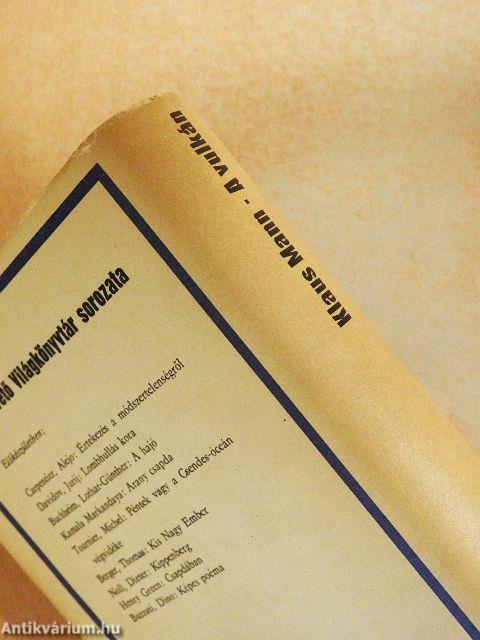 Klaus Mann - A vulkán
Világkönyvtár sorozata
Előkészületben:
Carpentier, Alejo: Értekezés a módszertelenségről
Davidov, Jurij: Lombhullás kora
Buchheim, Lothar-Günther: A hajó
Kamala Markandaya: Arany csapda
Tournier, Michel: Péntek vagy a Csendes-óceán
végvidéke
Berger, Thomas: Kis Nagy Ember
Noll, Dieter: Kippenberg
Henry Green: Csapdában
Buzzati, Dino: Képes poéma
Antikvárium.hu